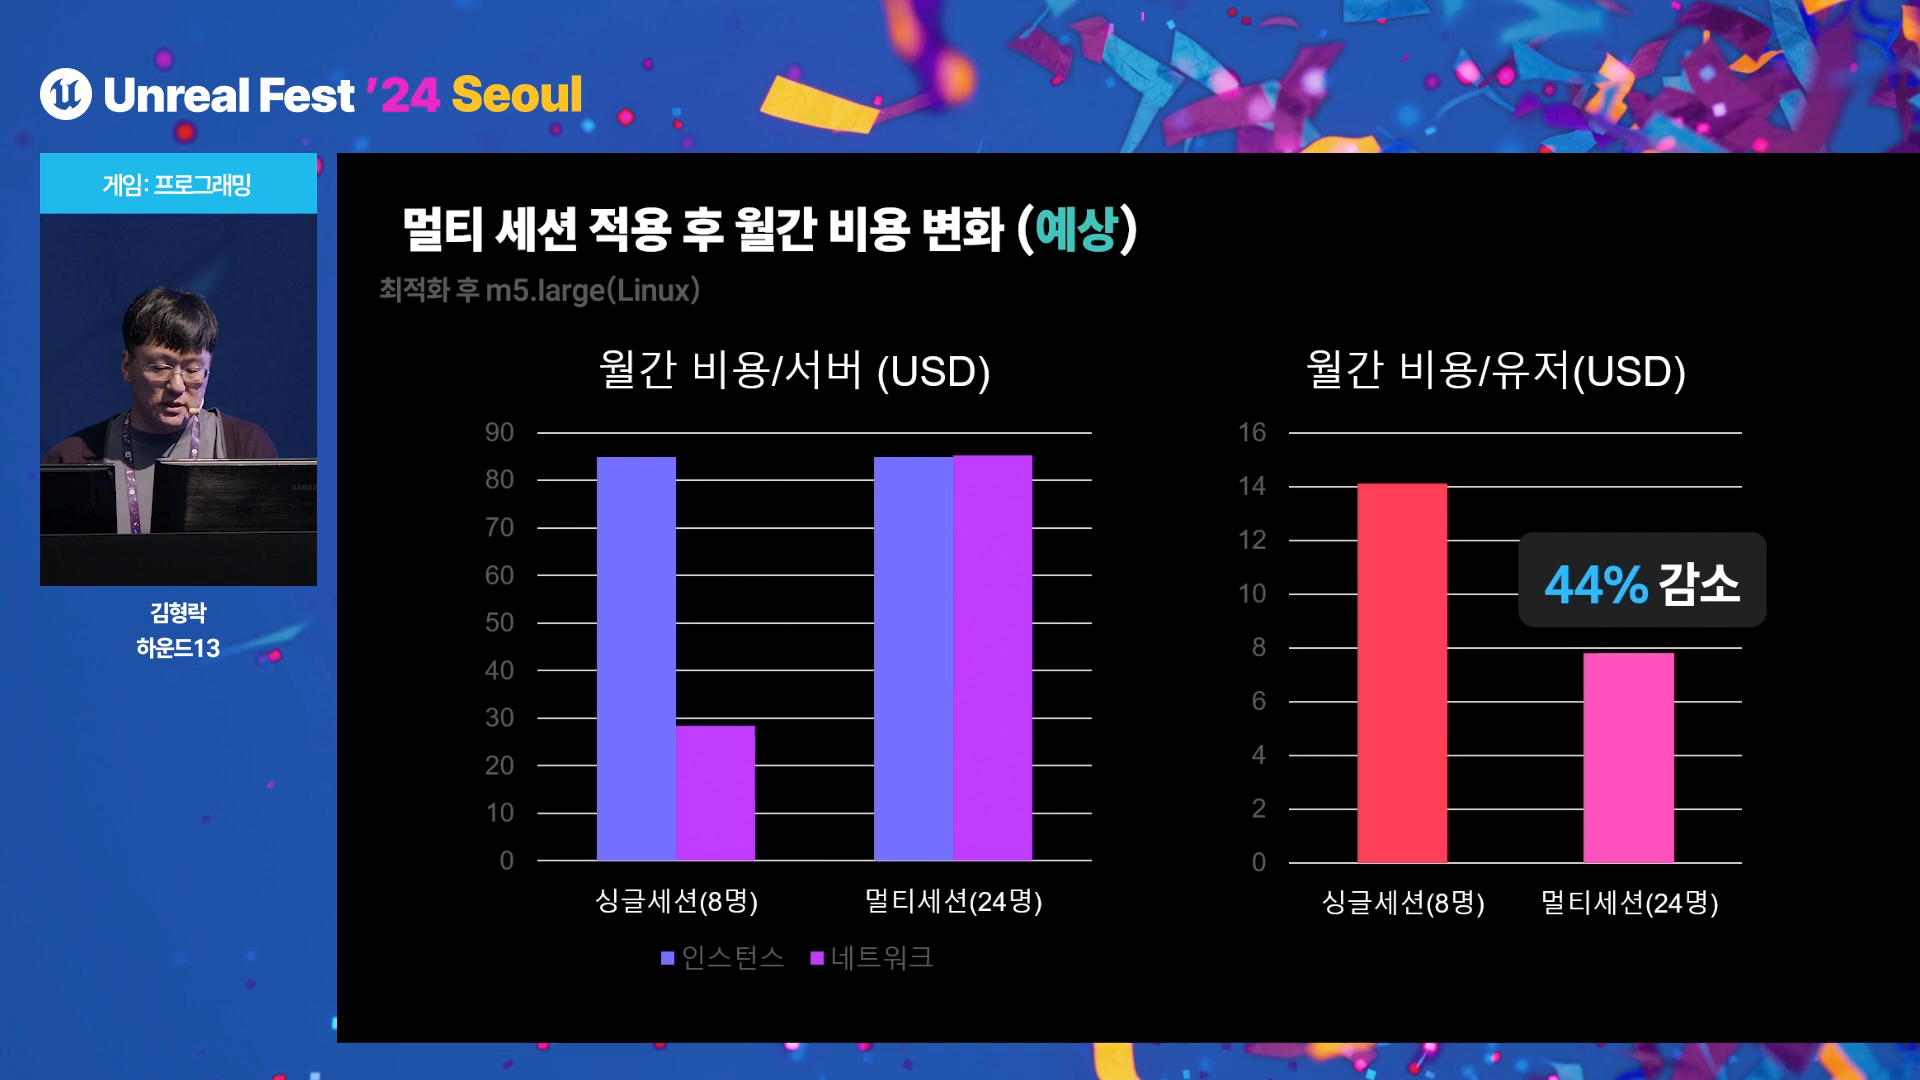 Unreal Fest '24 Seoul
게임: 프로그래밍
김형락
하운드13
멀티 세션 적용 후 월간 비용 변화 (예상)
최적화 후 m5.large(Linux)
월간 비용/서버 (USD)
90
80
70
60
50
40
30
20
10
0
싱글세션(8명)
멀티세션(24명)
인스턴스
네트워크
월간 비용/유저(USD)
16
14
12
10
8
6
4
2
0
44% 감소
싱글세션(8명)
멀티세션(24명)